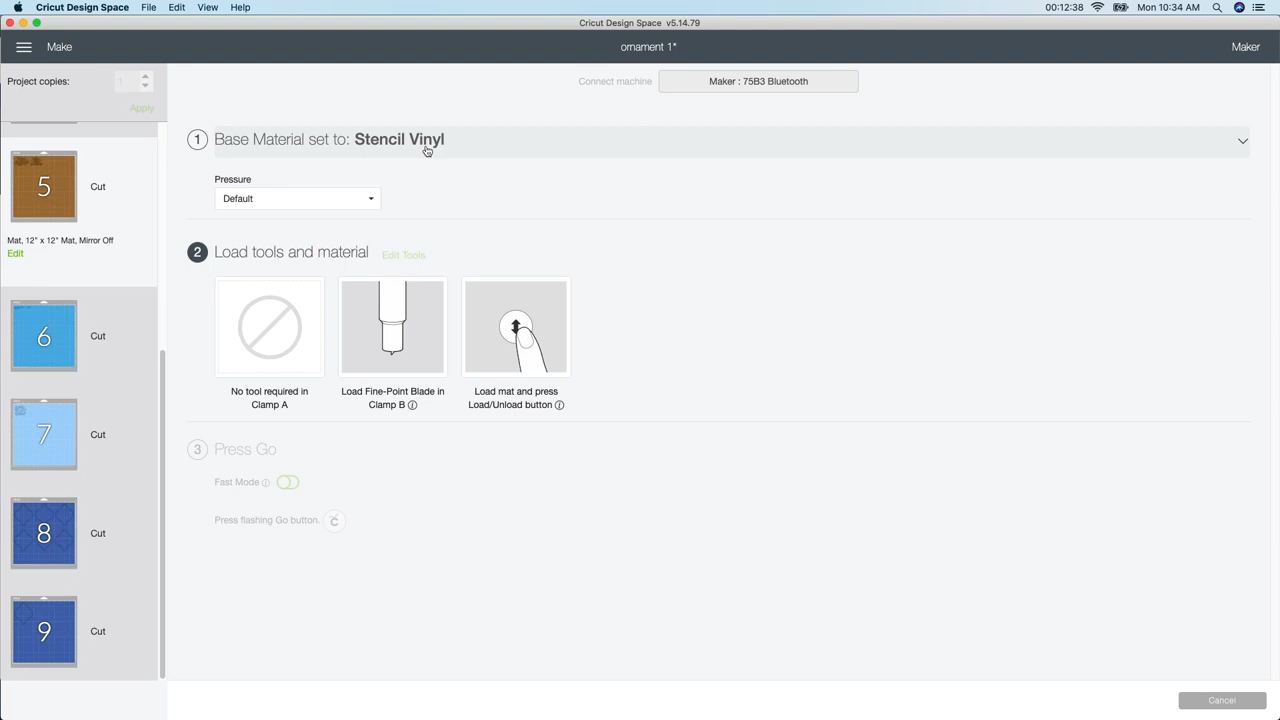 Cricut Design Space File Edit View Help 00:12:38 Mon 10:34 AM
Cricut Design Space v5.14.79
Make ornament 1* Maker
Project copies: 1
Apply
Connect machine Maker : 75B3 Bluetooth
1 Base Material set to: Stencil Vinyl
Pressure
Default
5 Cut
Mat, 12" x 12" Mat, Mirror Off
Edit
6 Cut
7 Cut
8 Cut
9 Cut
2 Load tools and material Edit Tools
No tool required in
Clamp A
Load Fine-Point Blade in
Clamp B
Load mat and press
Load/Unload button
3 Press Go
Fast Mode
Press flashing Go button.
Cancel